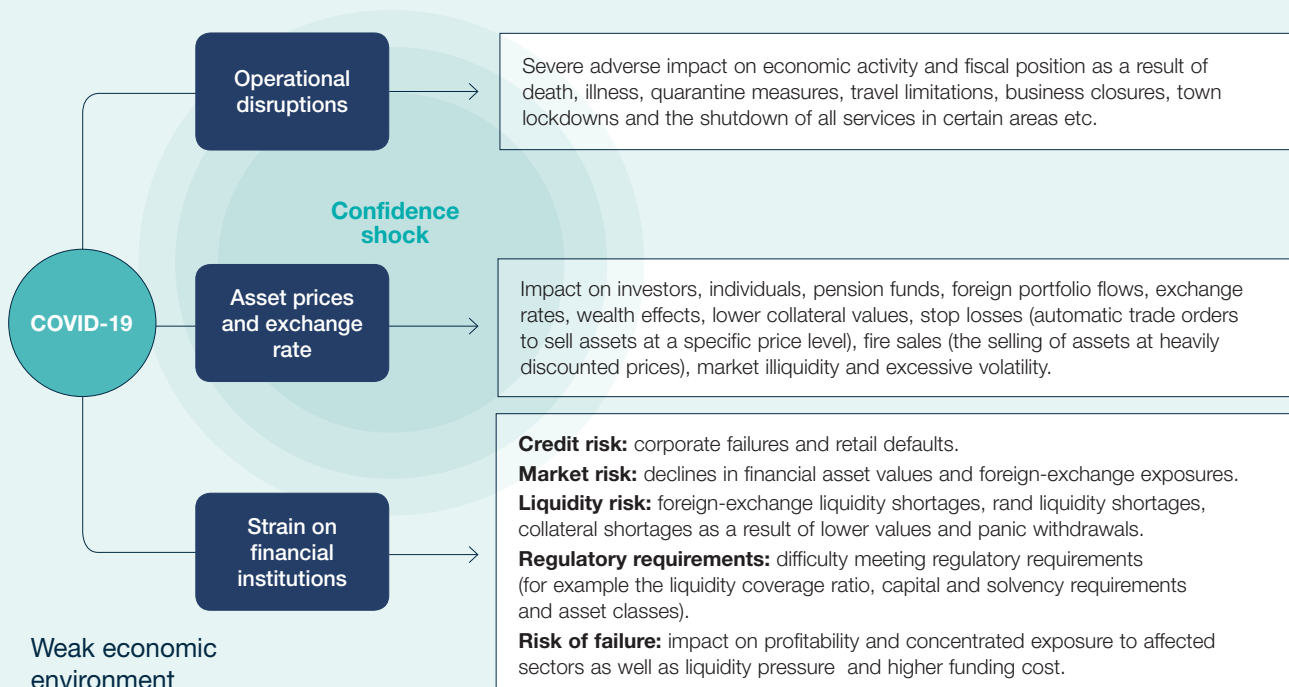 Operational
disruptions
Severe adverse impact on economic activity and fiscal position as a result of
death, illness, quarantine measures, travel limitations, business closures, town
lockdowns and the shutdown of all services in certain areas etc.
Confidence
shock
COVID-19
Asset prices
and exchange
rate
Impact on investors, individuals, pension funds, foreign portfolio flows, exchange
rates, wealth effects, lower collateral values, stop losses (automatic trade orders
to sell assets at a specific price level), fire sales (the selling of assets at heavily
discounted prices), market illiquidity and excessive volatility.
Strain on
financial
institutions
Credit risk: corporate failures and retail defaults.
Market risk: declines in financial asset values and foreign-exchange exposures.
Liquidity risk: foreign-exchange liquidity shortages, rand liquidity shortages,
collateral shortages as a result of lower values and panic withdrawals.
Regulatory requirements: difficulty meeting regulatory requirements
(for example the liquidity coverage ratio, capital and solvency requirements
and asset classes).
Risk of failure: impact on profitability and concentrated exposure to affected
sectors as well as liquidity pressure and higher funding cost.
Weak economic
environment